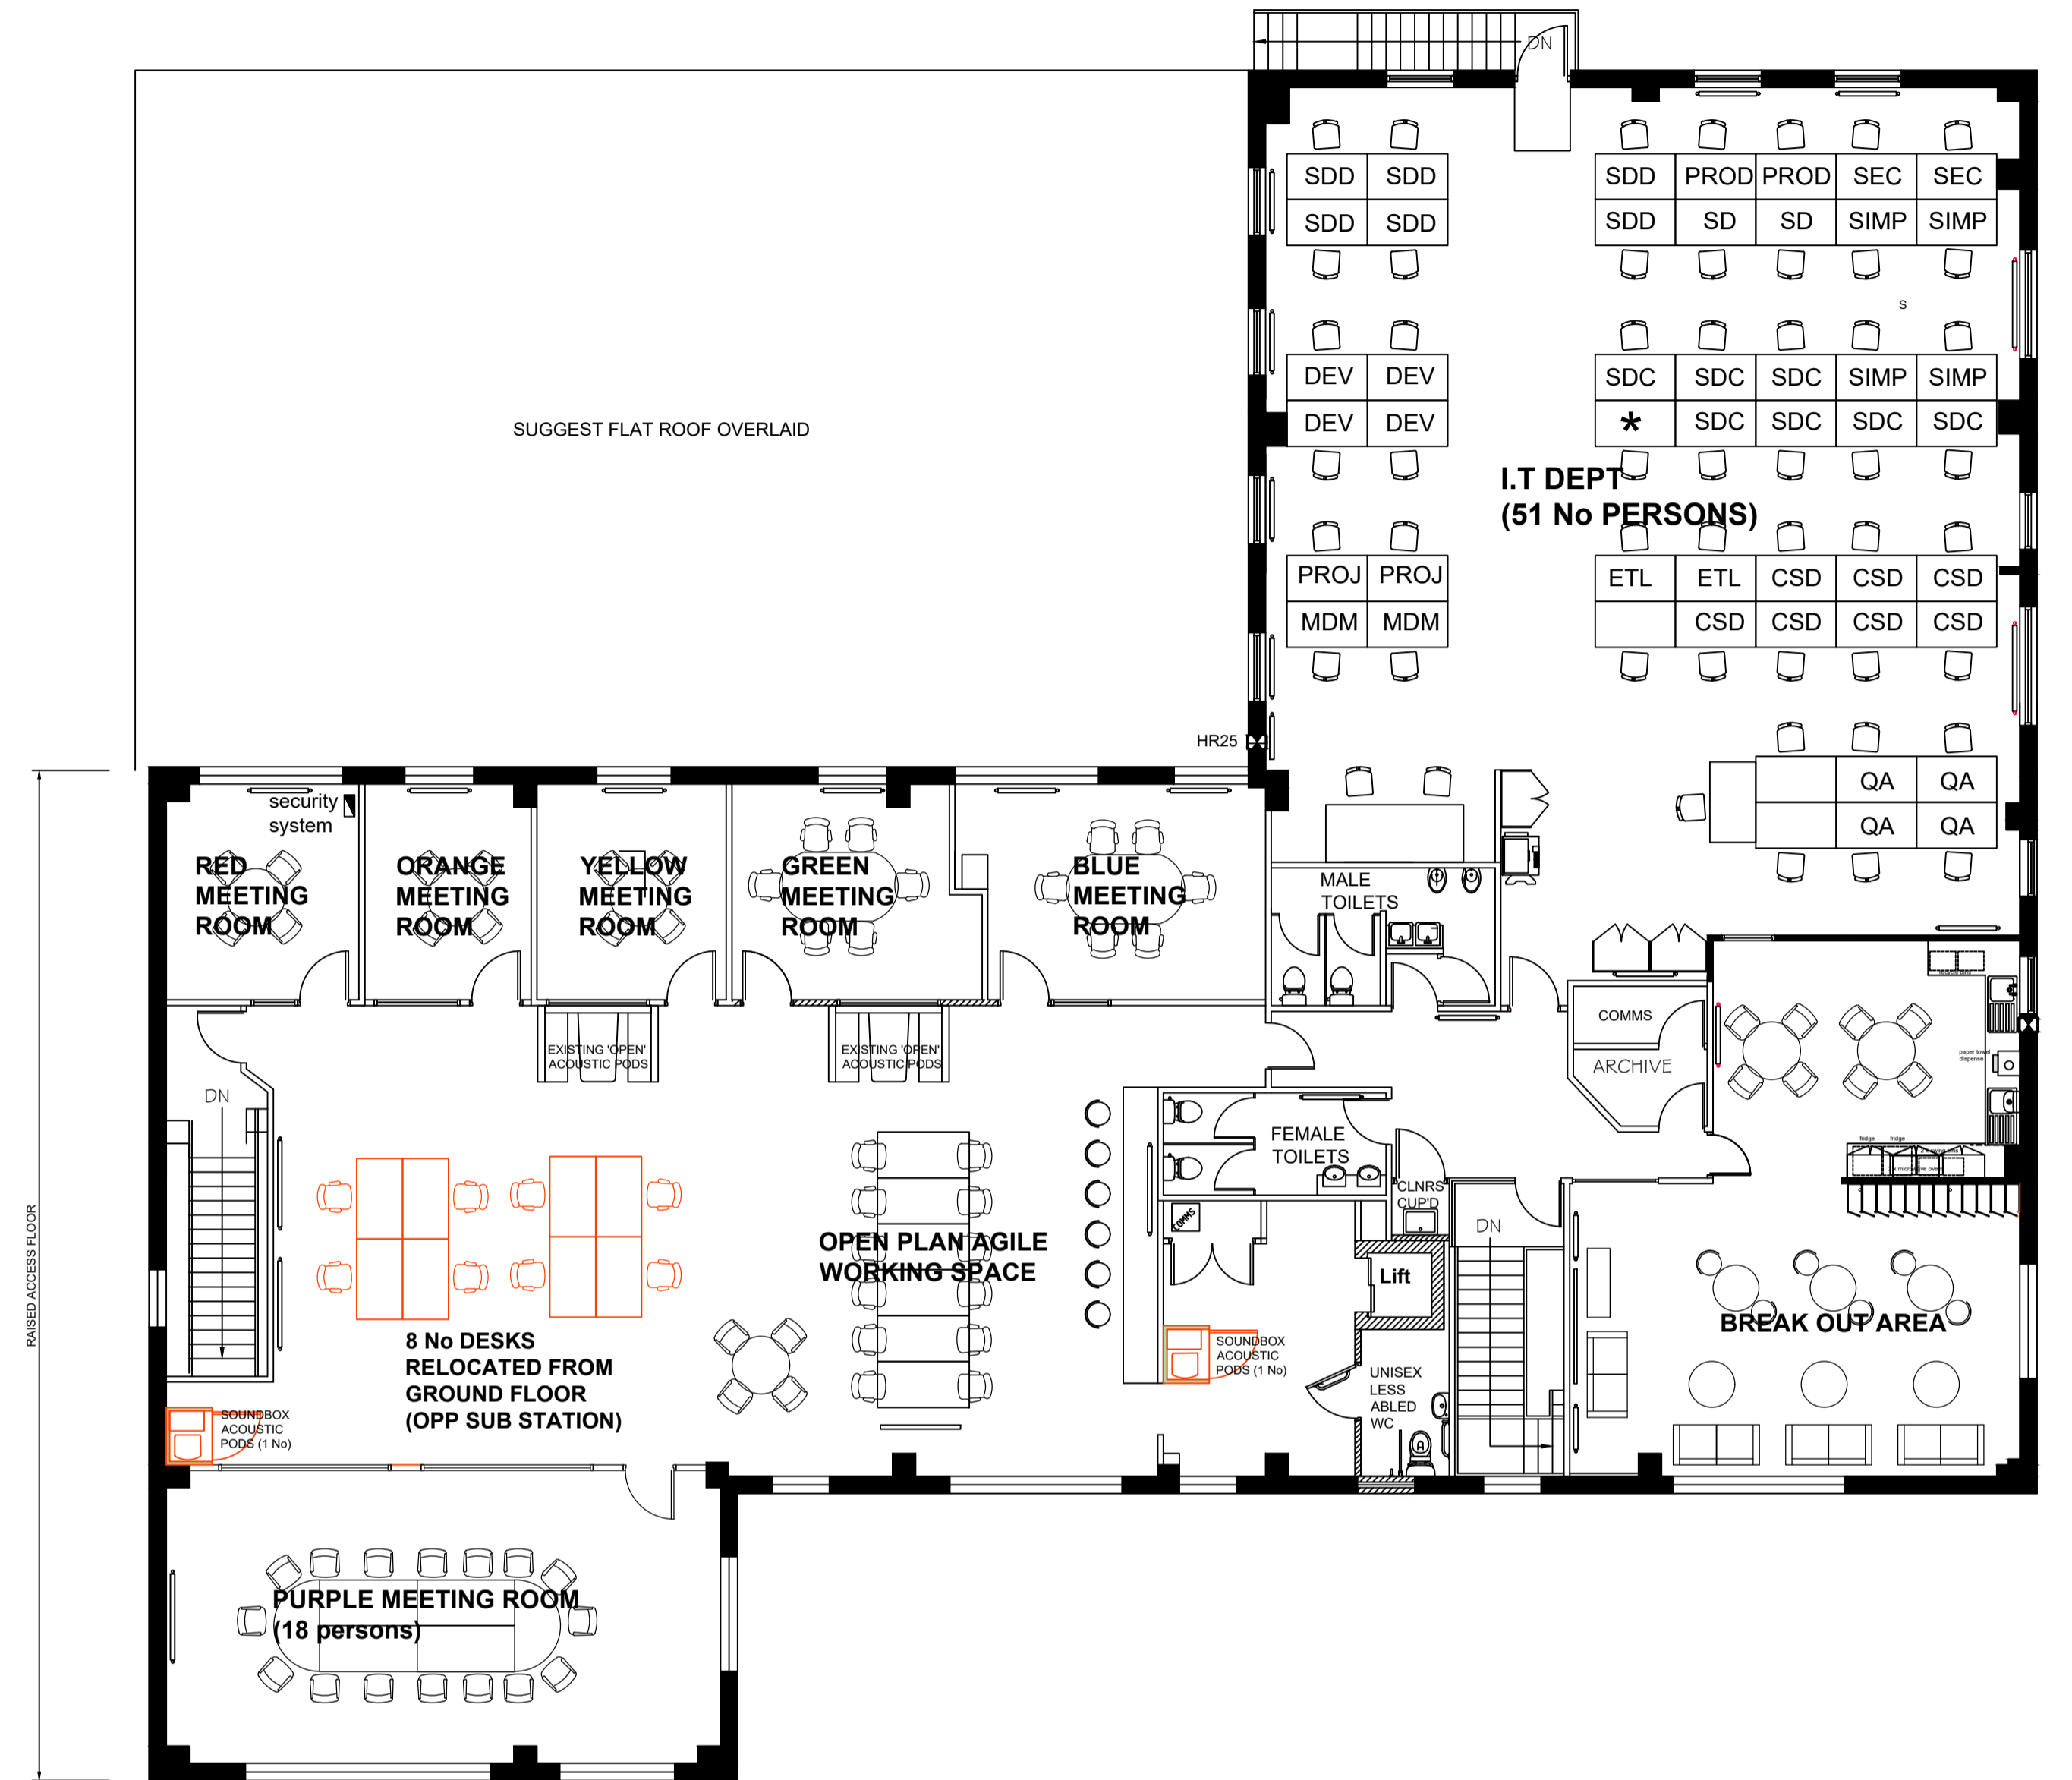 DN
SDD SDD SDD PROD PROD SEC SEC
SDD SDD SDD SD SD SIMP SIMP
S
DEV DEV SDC SDC SDC SIMP SIMP
DEV DEV * SDC SDC SDC SDC
SUGGEST FLAT ROOF OVERLAID
I.T DEPT
(51 No PERSONS)
PROJ PROJ ETL ETL CSD CSD CSD
MDM MDM CSD CSD CSD CSD
HR25
QA QA
QA QA
security
system
RED
MEETING
ROOM
ORANGE
MEETING
ROOM
YELLOW
MEETING
ROOM
GREEN
MEETING
ROOM
BLUE
MEETING
ROOM
MALE
TOILETS
COMMS
ARCHIVE
paper towel
dispense
EXISTING 'OPEN'
ACOUSTIC PODS
EXISTING 'OPEN'
ACOUSTIC PODS
DN
FEMALE
TOILETS
fridge fridge
CLNRS
CUP'D
COMMS
DN
RAISED ACCESS FLOOR
OPEN PLAN AGILE
WORKING SPACE
Lift
BREAK OUT AREA
8 No DESKS
RELOCATED FROM
GROUND FLOOR
(OPP SUB STATION)
SOUNDBOX
ACOUSTIC
PODS (1 No)
UNISEX
LESS
ABLED
WC
SOUNDBOX
ACOUSTIC
PODS (1 No)
PURPLE MEETING ROOM
(18 persons)